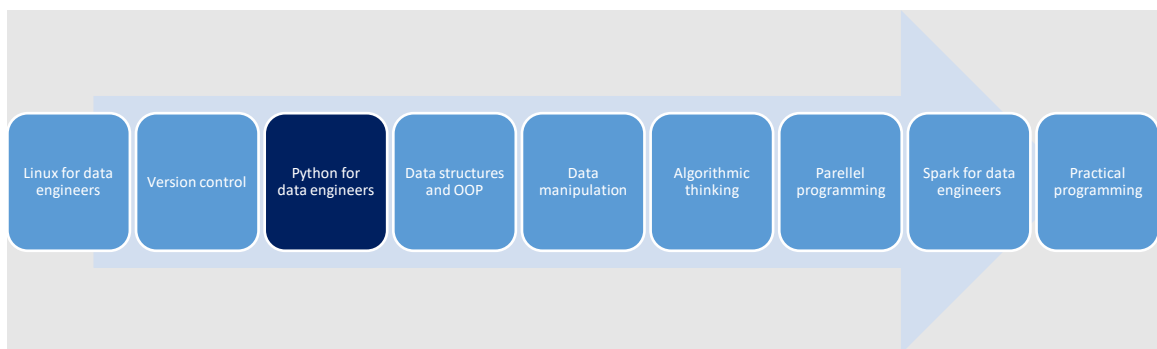 Linux for data
engineers
Version control
Python for
data engineers
Data structures
and OOP
Data
manipulation
Algorithmic
thinking
Parellel
programming
Spark for data
engineers
Practical
programming